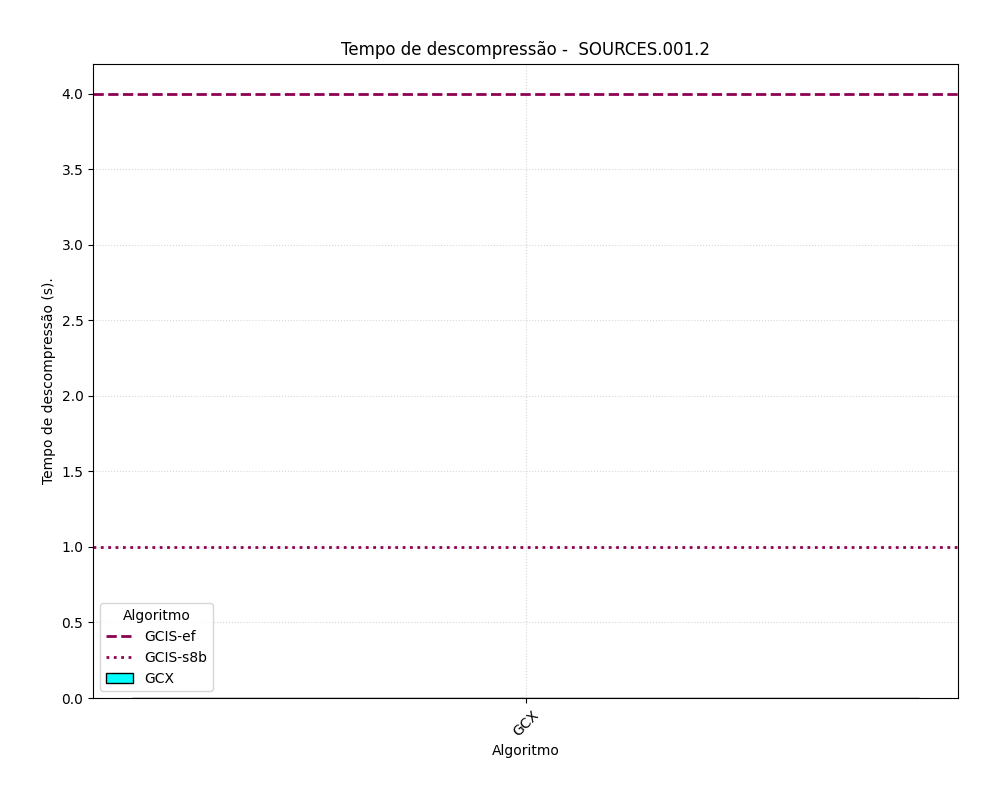 Tempo de descompressão -  SOURCES.001.2
Tempo de descompressão (s).
4.0
3.5
3.0
2.5
2.0
1.5
1.0
0.5
0.0
Algoritmo
GCIS-ef
GCIS-s8b
GCX
GCX
Algoritmo